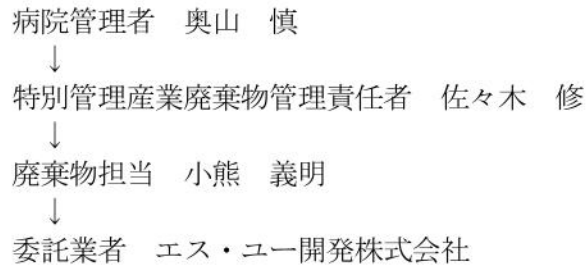 病院管理者　奥山　慎
↓
特別管理産業廃棄物管理責任者　佐々木　修
↓
廃棄物担当　小熊　義明
↓
委託業者　エス・ユー開発株式会社